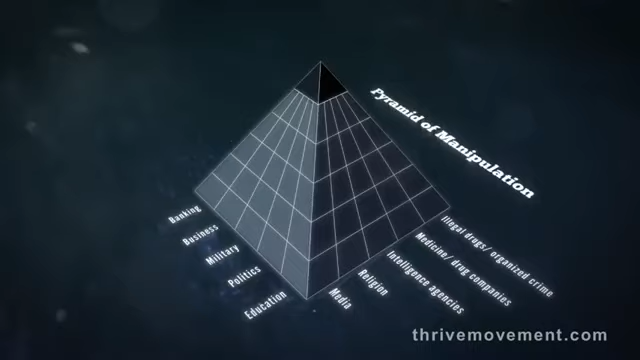 Pyramid of Manipulation
Banking
Business
Military
Politics
Education
Media
Religion
Intelligence agencies
Medicine/ drug companies
Illegal drugs/ organized crime
thrivemovement.com